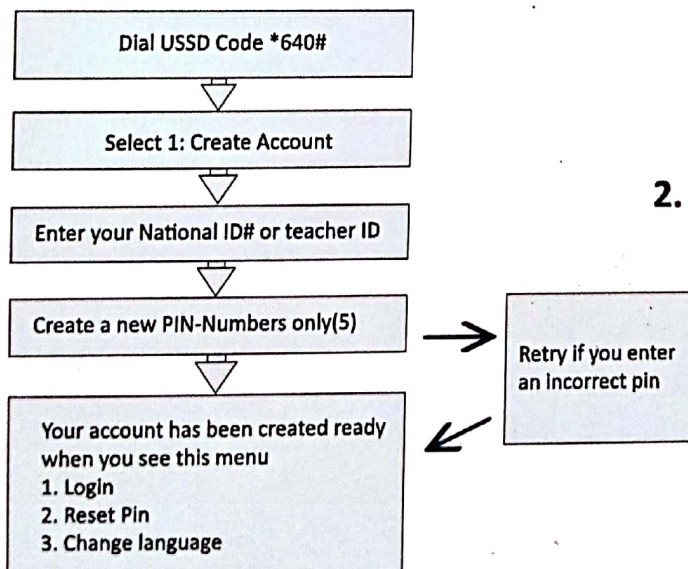 Dial USSD Code *640#
Select 1: Create Account
2.
Enter your National ID# or teacher ID
Create a new PIN-Numbers only(5)
Retry if you enter
an incorrect pin
Your account has been created ready
when you see this menu
1. Login
2. Reset Pin
3. Change language